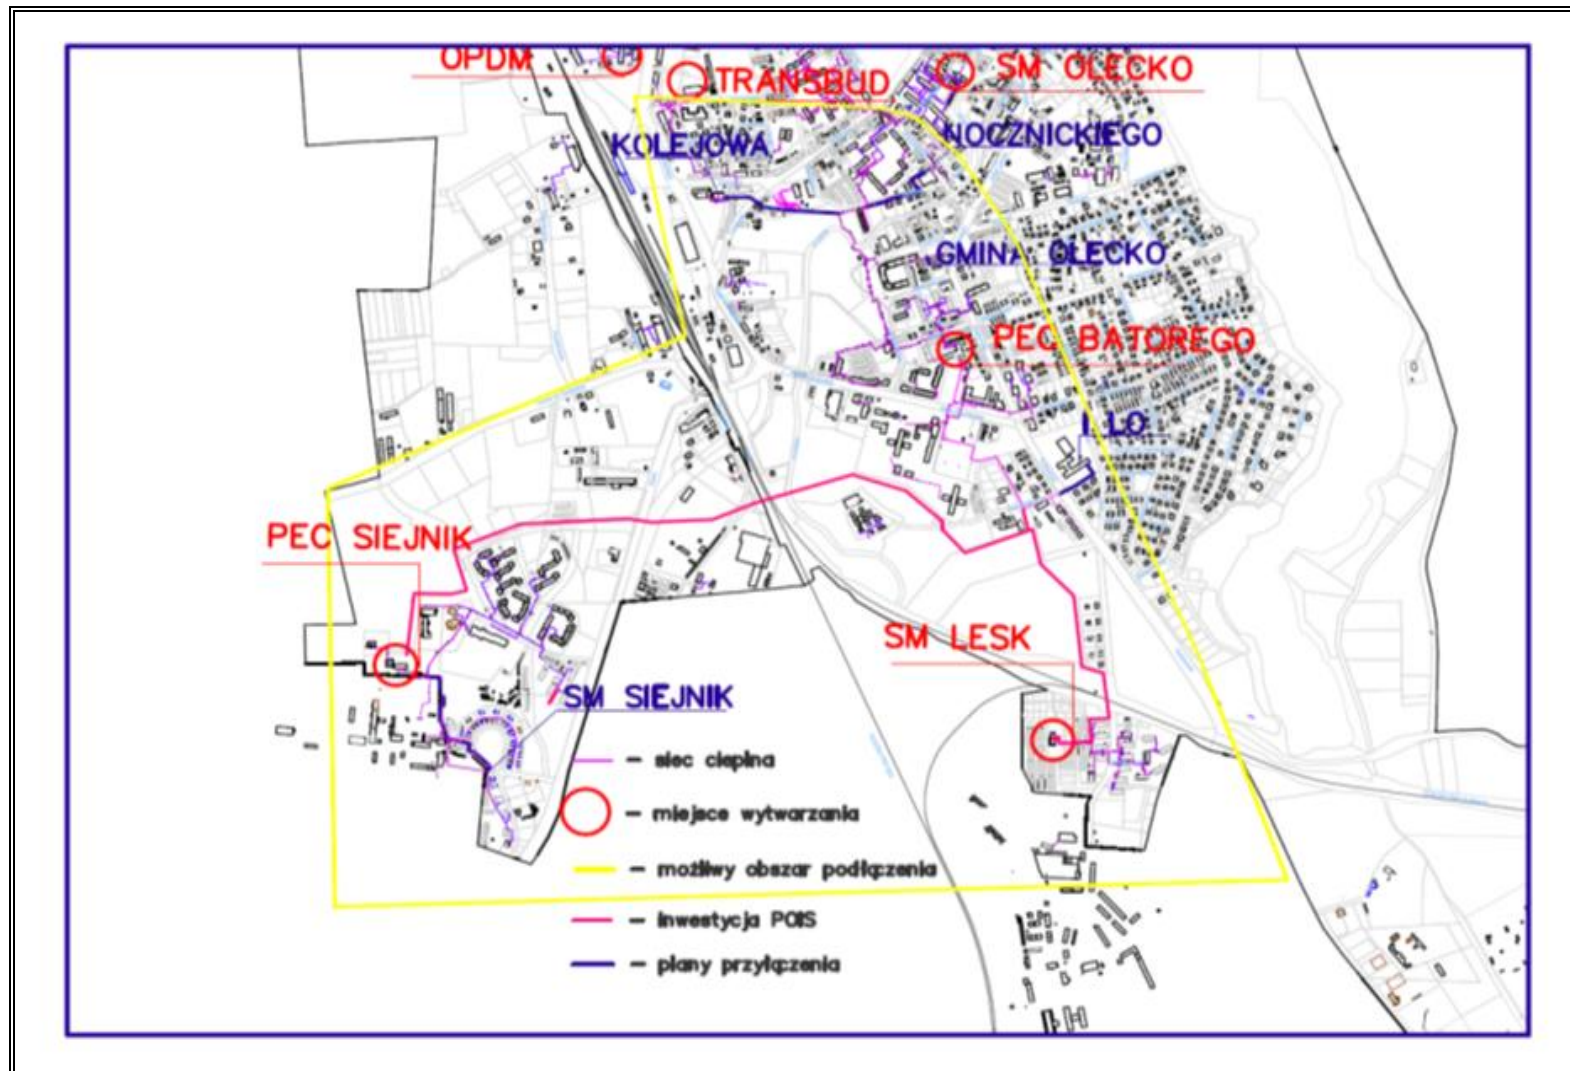 OPDM
TRANSBUD
SM OLECKO
KOLEJOWA
NOCZNICKIEGO
GMINA OLECKO
PEC BATOREGO
I LO
PEC SIEJNIK
SM LESK
SM SIEJNIK
— siec cieplna
— miejsce wytwarzania
— możliwy obszar podłączenia
— inwestycja POIS
— plany przyłączenia